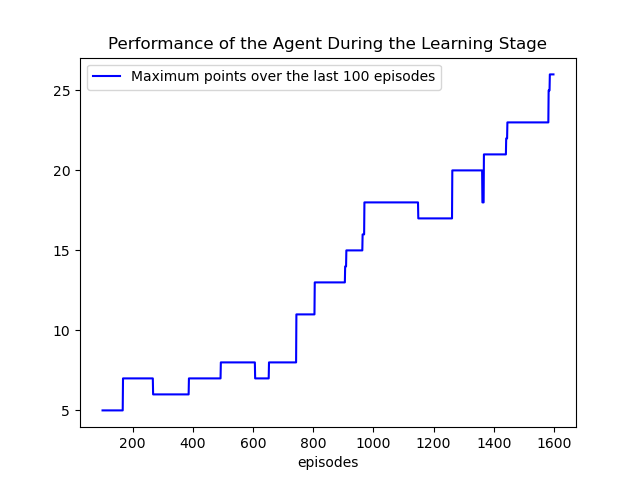 Performance of the Agent During the Learning Stage
Maximum points over the last 100 episodes
25
20
15
10
5
200 400 600 800 1000 1200 1400 1600
episodes